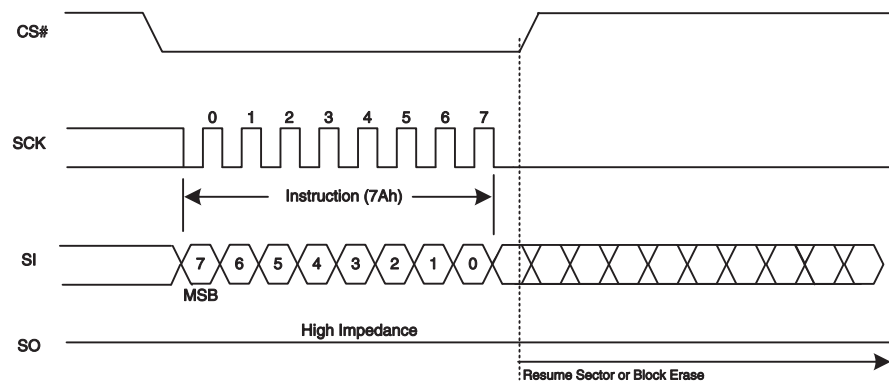 CS#
0 1 2 3 4 5 6 7
SCK
Instruction (7Ah)
SI
7 6 5 4 3 2 1 0
MSB
High Impedance
SO
Resume Sector or Block Erase